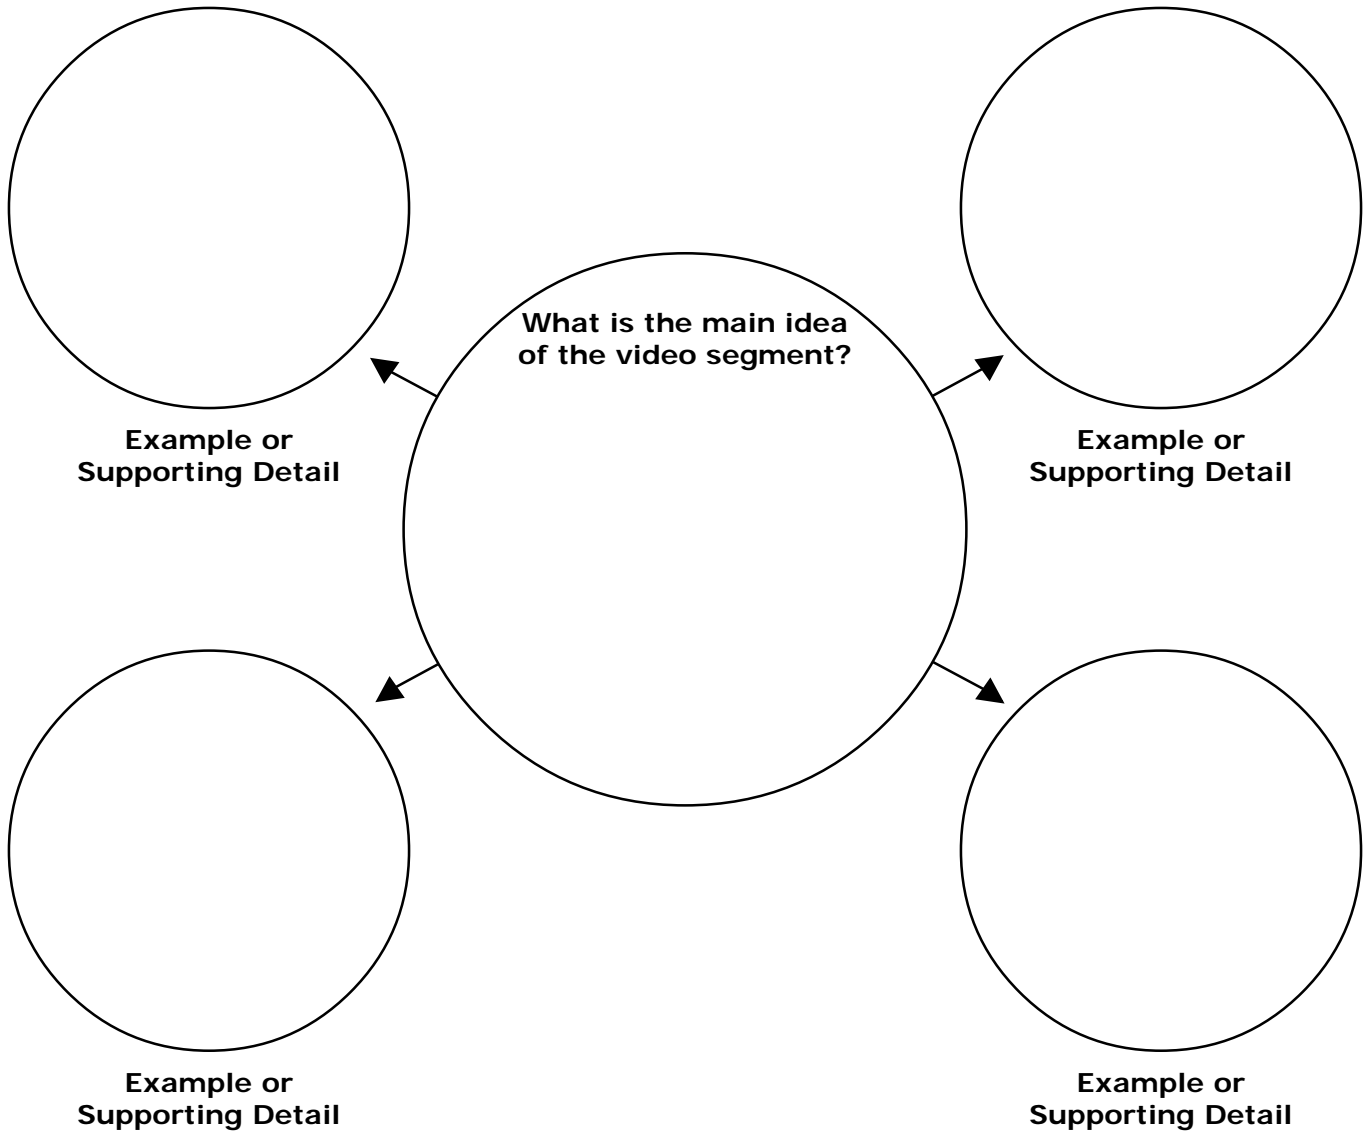 What is the main idea
of the video segment?
Example or
Supporting Detail
Example or
Supporting Detail
Example or
Supporting Detail
Example or
Supporting Detail